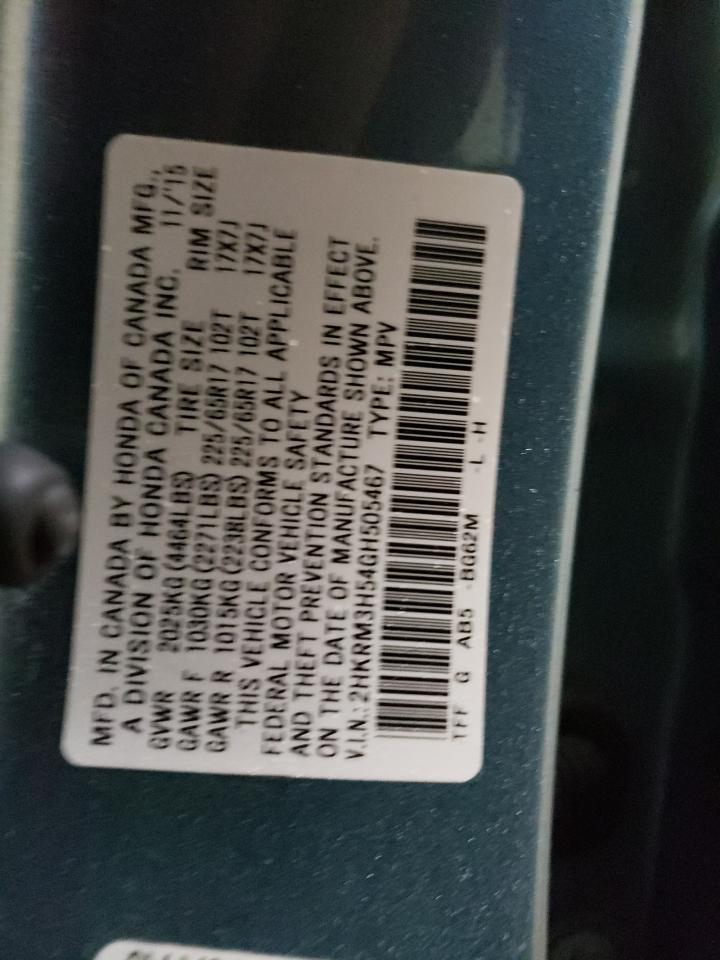 MFD. IN CANADA BY HONDA OF CANADA MFG.,
A DIVISION OF HONDA CANADA INC. 11/'15
GVWR 2025KG (4464LBS) TIRE SIZE RIM SIZE
GAWR F 1030KG (2271LBS) 225/65R17 102T 17X7J
GAWR R 1015KG (2238LBS) 225/65R17 102T 17X7J
THIS VEHICLE CONFORMS TO ALL APPLICABLE
FEDERAL MOTOR VEHICLE SAFETY
AND THEFT PREVENTION STANDARDS IN EFFECT
ON THE DATE OF MANUFACTURE SHOWN ABOVE.
V.I.N.: 2HKRM3H54GH505467 TYPE: MPV
TFF G AB5 -BG62M -L -H